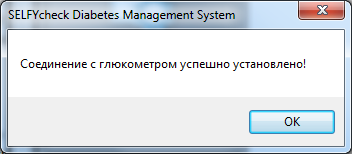 SELFYcheck Diabetes Management System
Соединение с глюкометром успешно установлено!
OK